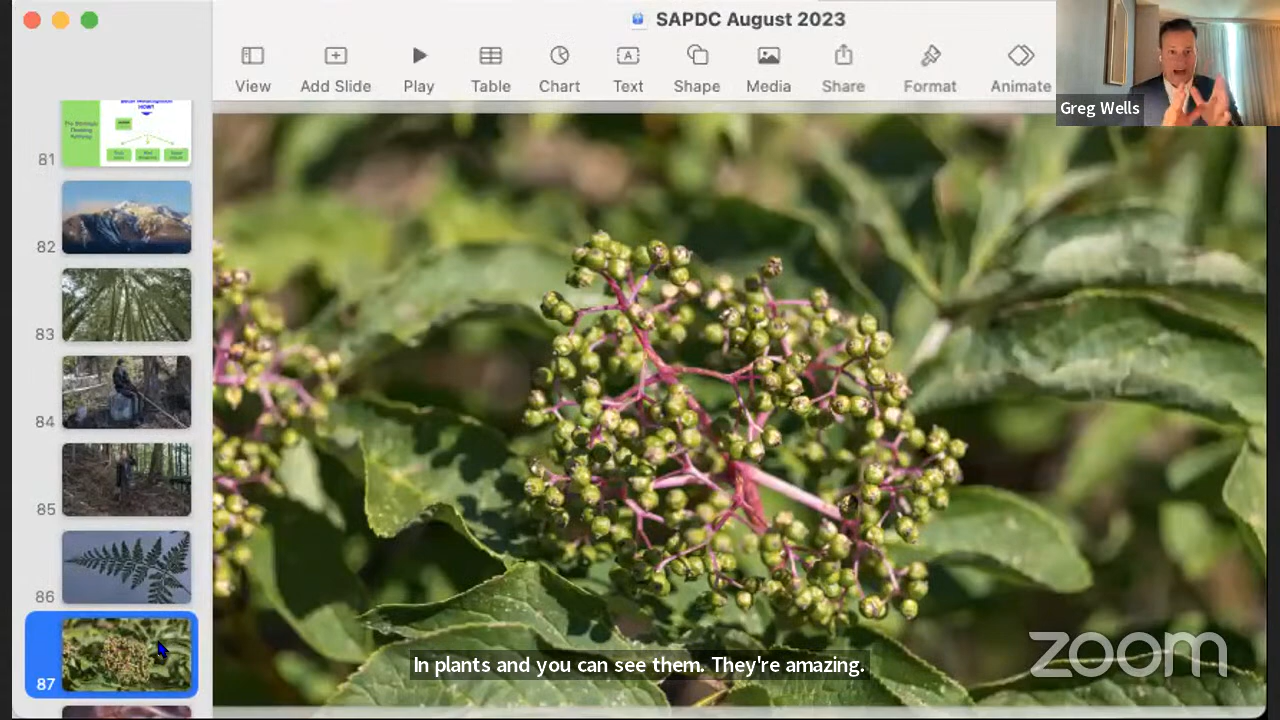 SAPDC August 2023
View
Add Slide
Play
Table
Chart
Text
Shape
Media
Share
Format
Animate
Greg Wells
81
82
83
84
85
86
87
In plants and you can see them. They're amazing.
zoom